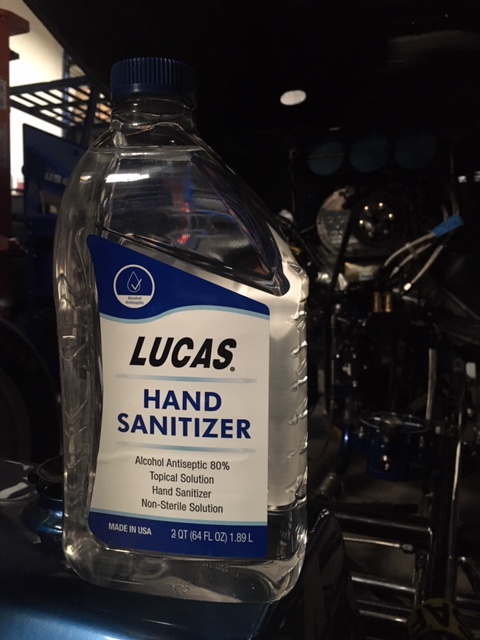 Alcohol
Antiseptic
LUCAS®
HAND
SANITIZER
Alcohol Antiseptic 80%
Topical Solution
Hand Sanitizer
Non-Sterile Solution
MADE IN USA 2 QT (64 FL OZ) 1.89 L